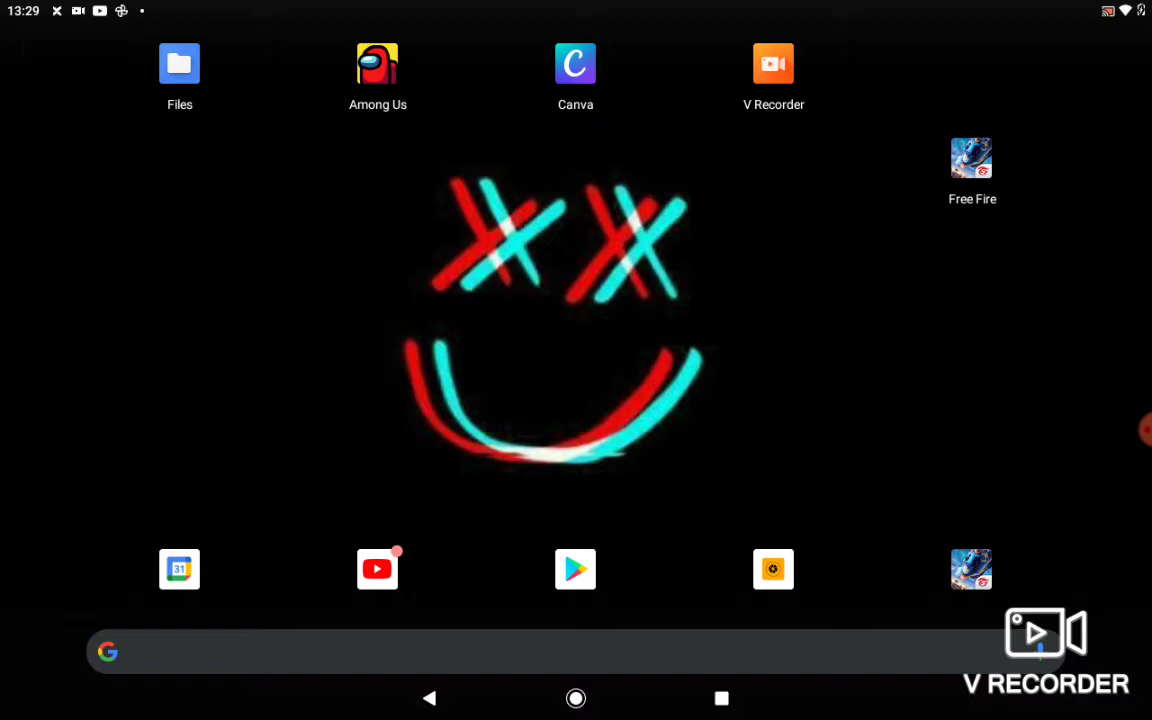 13:29
Files
Among Us
Canva
V Recorder
Free Fire
31
V RECORDER